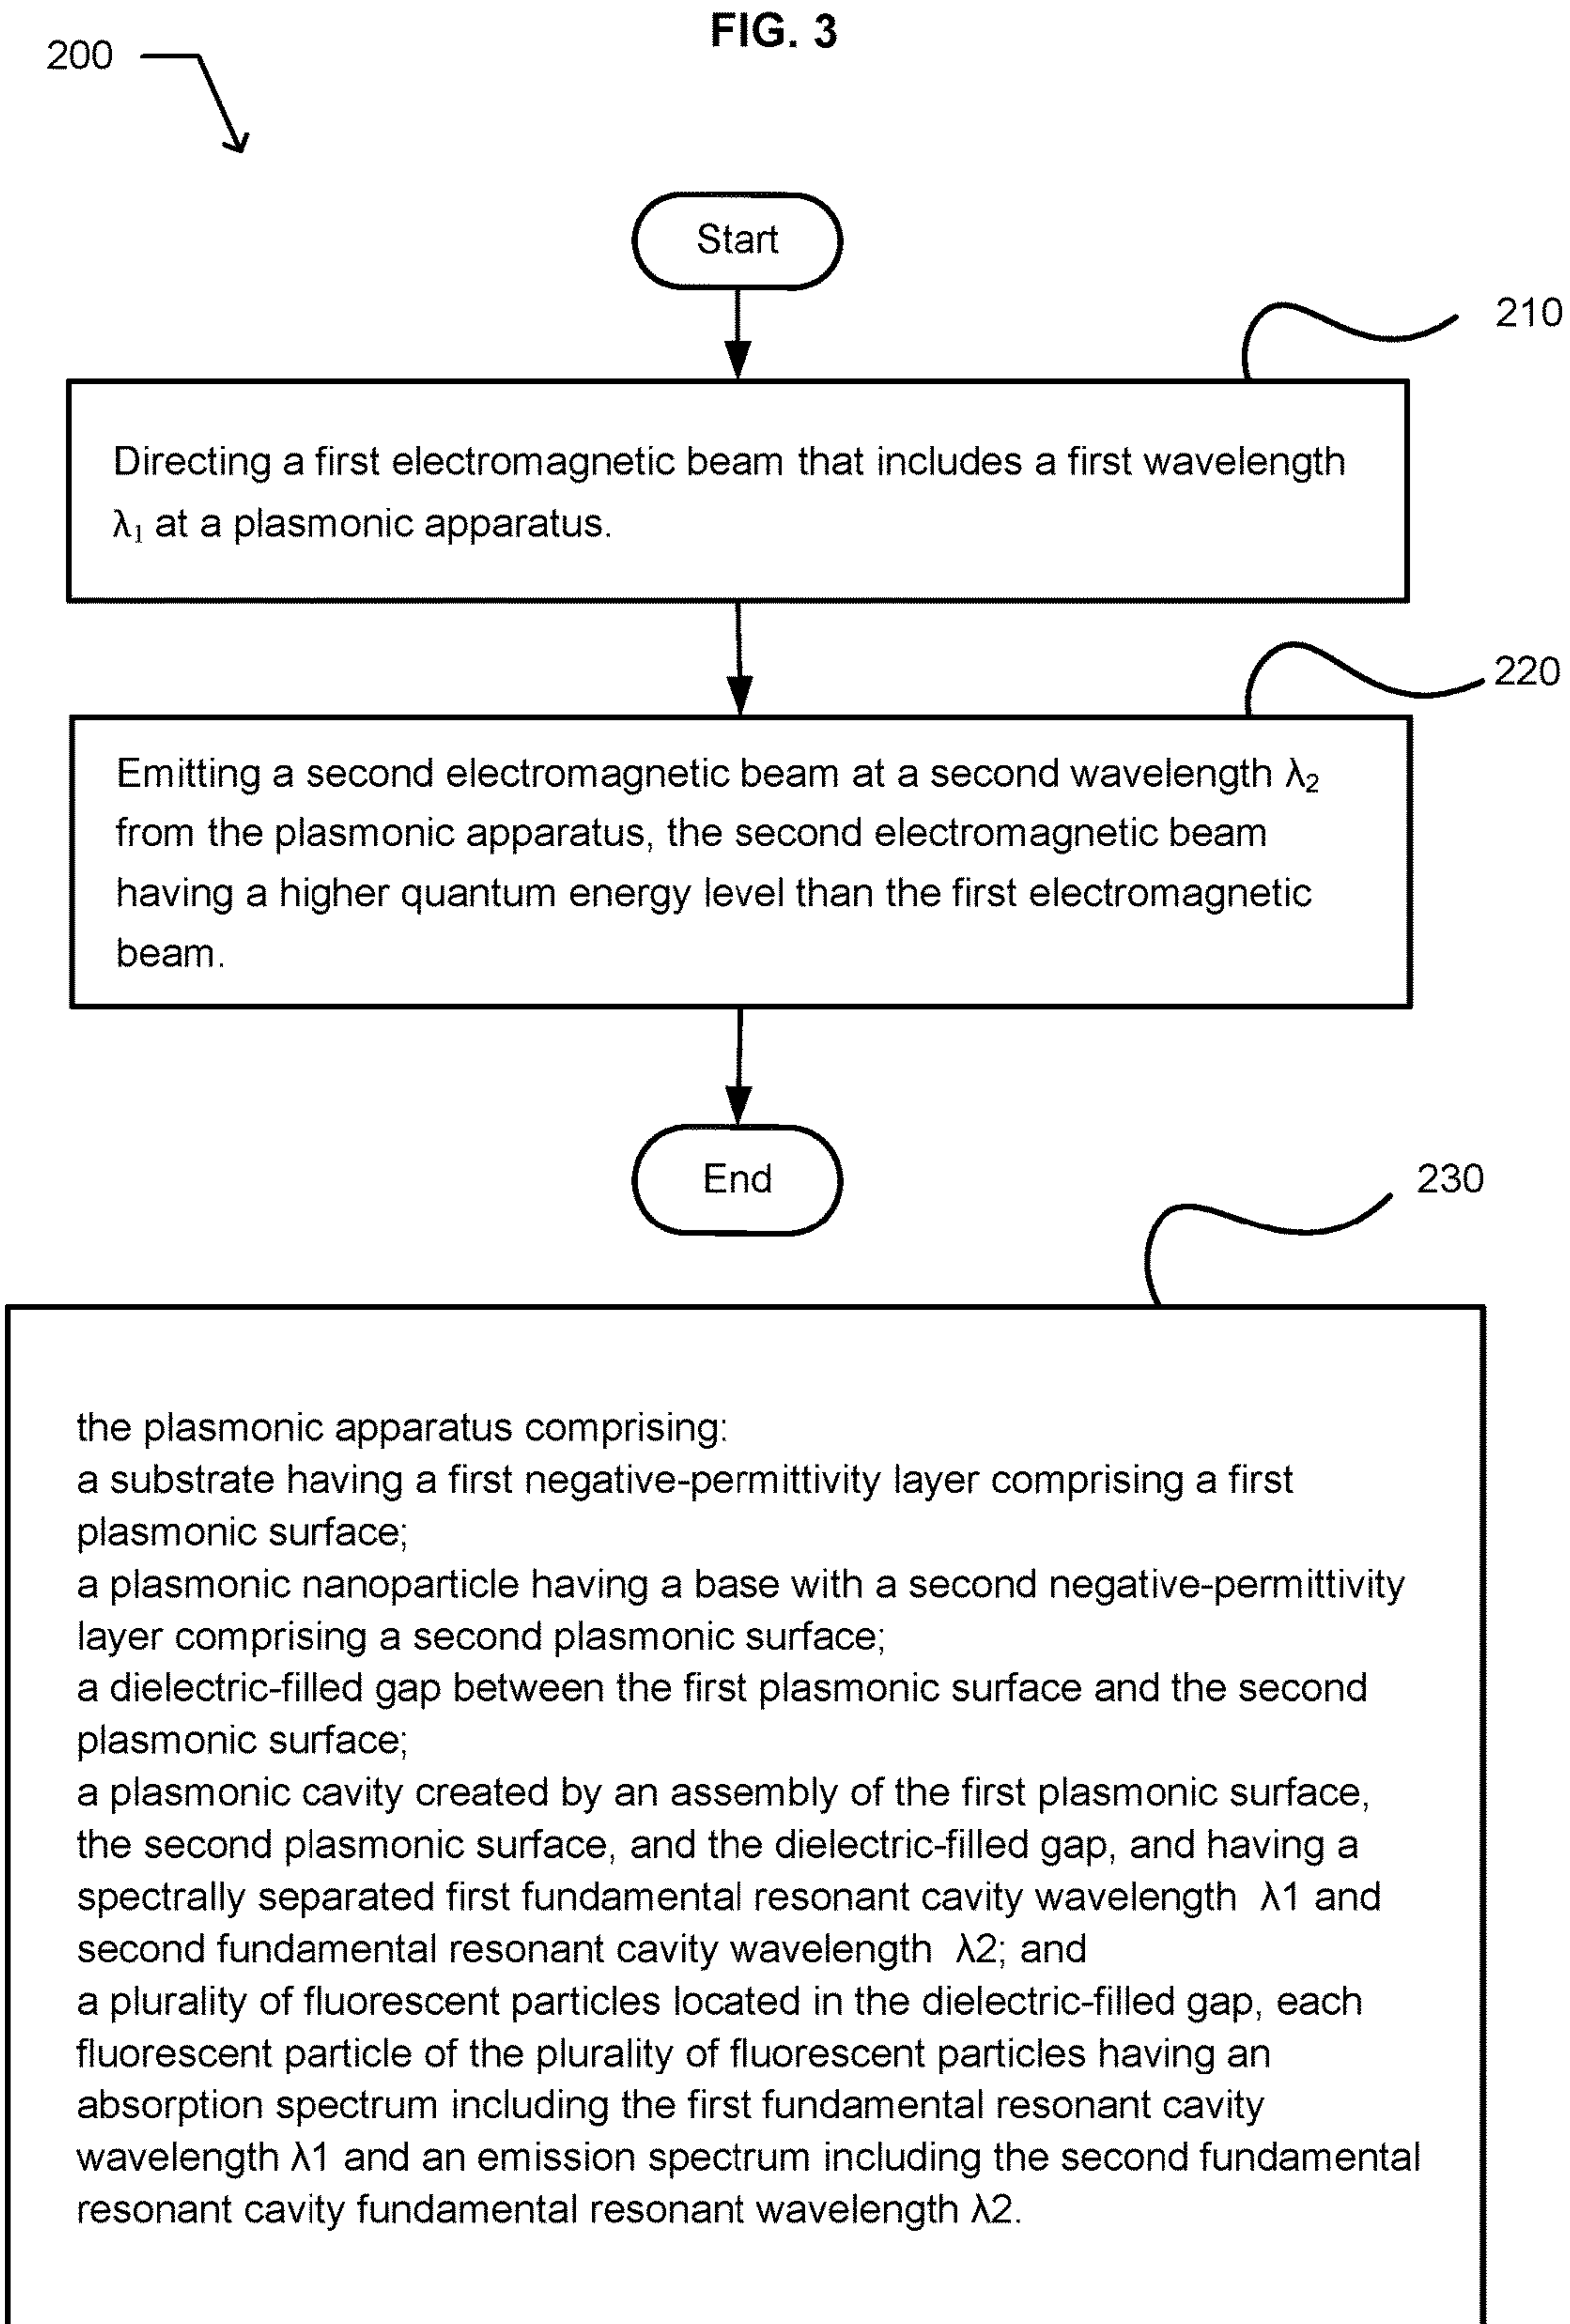 FIG. 3
200
Start
210
Directing a first electromagnetic beam that includes a first wavelength
λ₁ at a plasmonic apparatus.
220
Emitting a second electromagnetic beam at a second wavelength λ₂
from the plasmonic apparatus, the second electromagnetic beam
having a higher quantum energy level than the first electromagnetic
beam.
End
230
the plasmonic apparatus comprising:
a substrate having a first negative-permittivity layer comprising a first
plasmonic surface;
a plasmonic nanoparticle having a base with a second negative-permittivity
layer comprising a second plasmonic surface;
a dielectric-filled gap between the first plasmonic surface and the second
plasmonic surface;
a plasmonic cavity created by an assembly of the first plasmonic surface,
the second plasmonic surface, and the dielectric-filled gap, and having a
spectrally separated first fundamental resonant cavity wavelength λ1 and
second fundamental resonant cavity wavelength λ2; and
a plurality of fluorescent particles located in the dielectric-filled gap, each
fluorescent particle of the plurality of fluorescent particles having an
absorption spectrum including the first fundamental resonant cavity
wavelength λ1 and an emission spectrum including the second fundamental
resonant cavity fundamental resonant wavelength λ2.